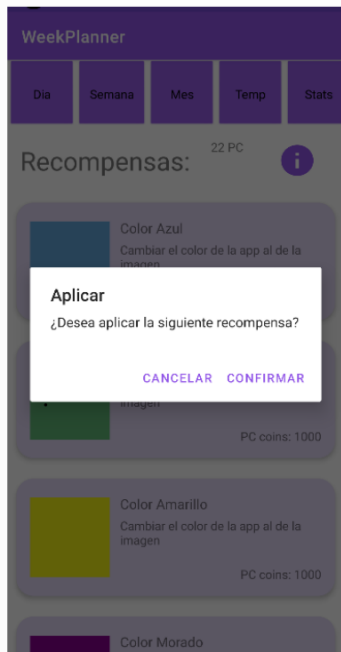 WeekPlanner
Dia
Semana
Mes
Temp
Stats
Recompensas:
22 PC
i
Color Azul
Cambiar el color de la app al de la
imagen
Aplicar
¿Desea aplicar la siguiente recompensa?
CANCELAR
CONFIRMAR
imagen
PC coins: 1000
Color Amarillo
Cambiar el color de la app al de la
imagen
PC coins: 1000
Color Morado